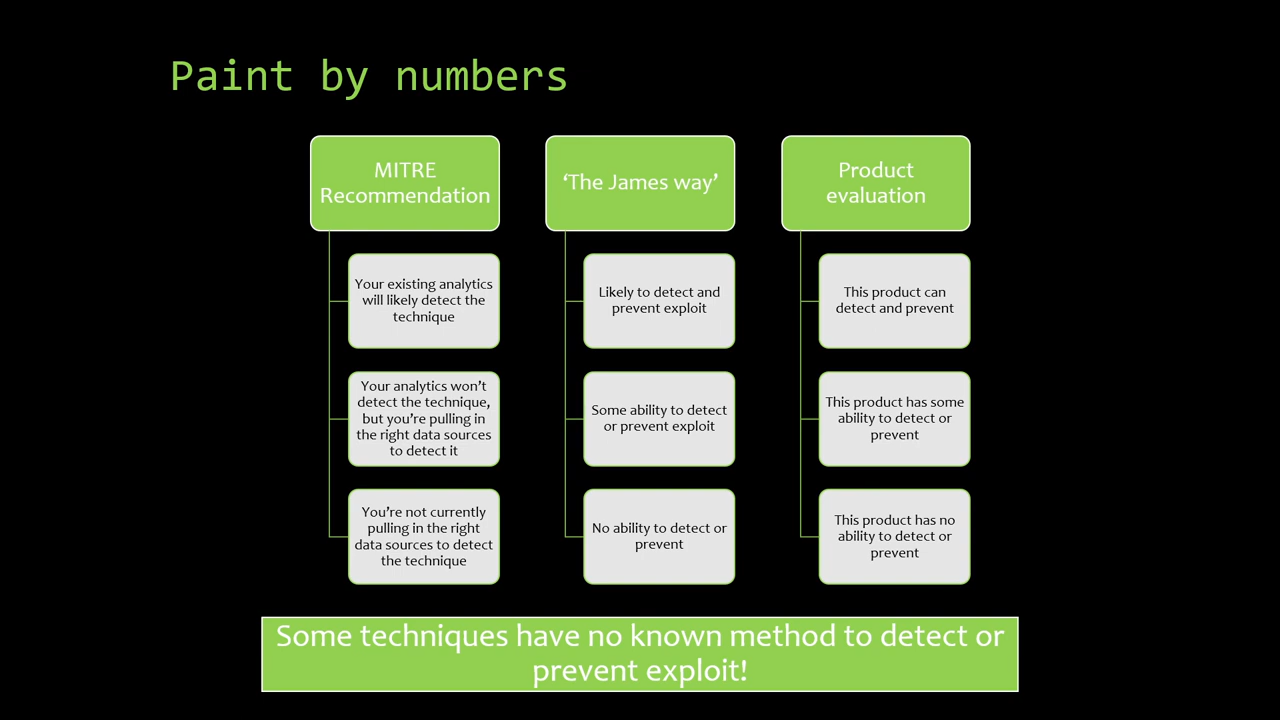 Paint by numbers
MITRE
Recommendation
Your existing analytics
will likely detect the
technique
Your analytics won’t
detect the technique,
but you’re pulling in
the right data sources
to detect it
You’re not currently
pulling in the right
data sources to detect
the technique
‘The James way’
Likely to detect and
prevent exploit
Some ability to detect
or prevent exploit
No ability to detect or
prevent
Product
evaluation
This product can
detect and prevent
This product has some
ability to detect or
prevent
This product has no
ability to detect or
prevent
Some techniques have no known method to detect or
prevent exploit!